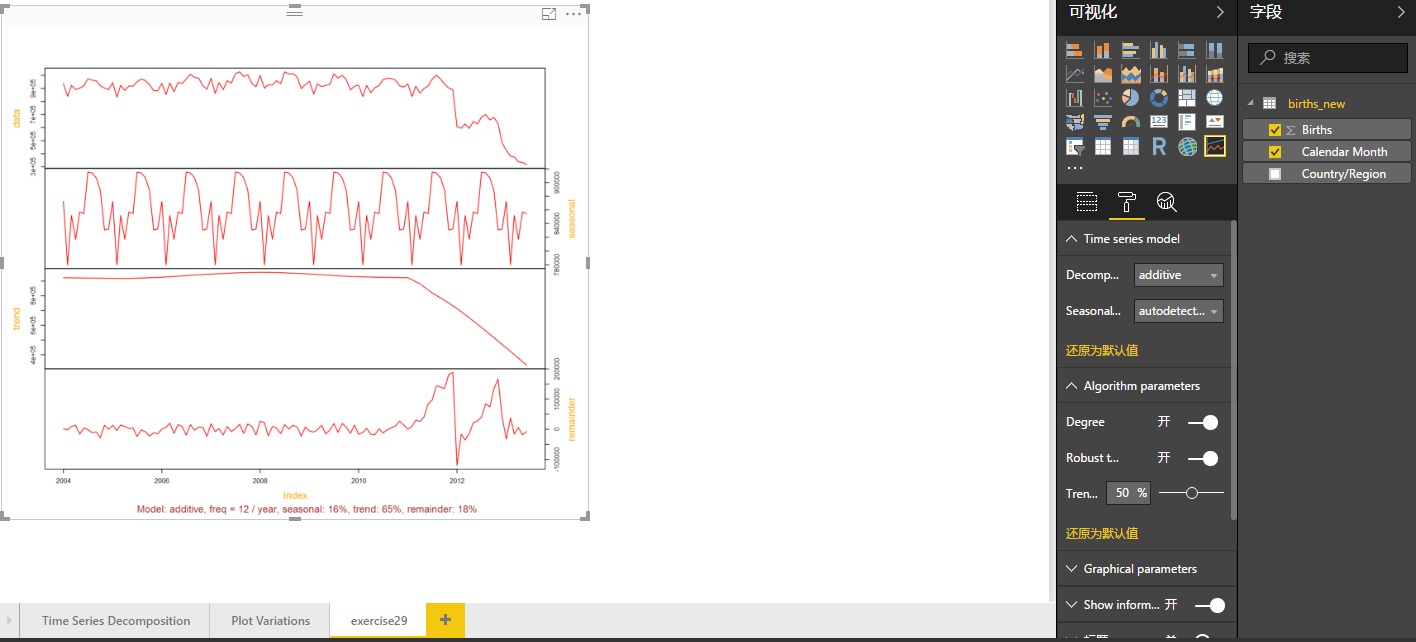 data
9e+05
7e+05
5e+05
3e+05
seasonal
900000
840000
780000
trend
8e+05
6e+05
4e+05
remainder
200000
100000
0
-100000
2004
2006
2008
2010
2012
Index
Model: additive, freq = 12 / year, seasonal: 16%, trend: 65%, remainder: 18%
Time Series Decomposition
Plot Variations
exercise29
+
可视化
123
R
...
Time series model
Decomp... additive
Seasonal... autodetect...
还原为默认值
Algorithm parameters
Degree 开
Robust t... 开
Tren... 50 %
还原为默认值
Graphical parameters
Show inform... 开
字段
搜索
births_new
Σ Births
Calendar Month
Country/Region